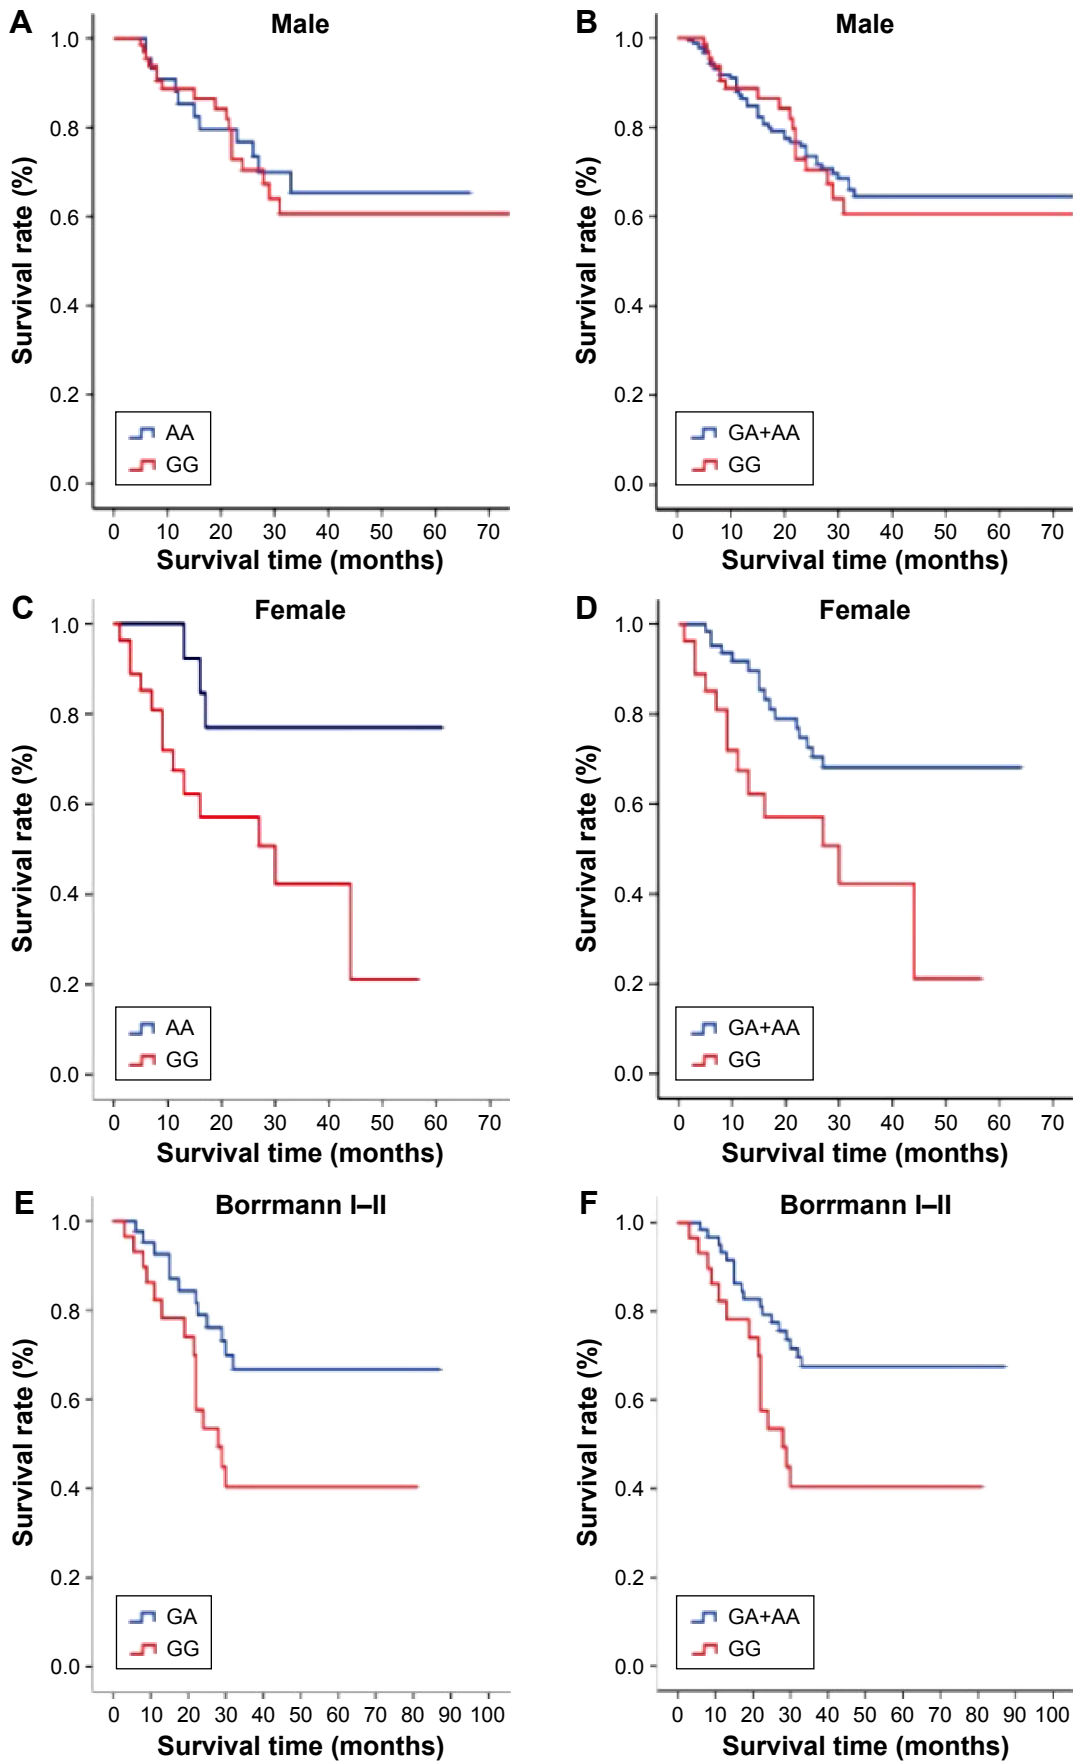 A Male
Survival rate (%)
1.0
0.8
0.6
0.4
0.2
0.0
AA
GG
0 10 20 30 40 50 60 70
Survival time (months)
B Male
Survival rate (%)
1.0
0.8
0.6
0.4
0.2
0.0
GA+AA
GG
0 10 20 30 40 50 60 70
Survival time (months)
C Female
Survival rate (%)
1.0
0.8
0.6
0.4
0.2
0.0
AA
GG
0 10 20 30 40 50 60 70
Survival time (months)
D Female
Survival rate (%)
1.0
0.8
0.6
0.4
0.2
0.0
GA+AA
GG
0 10 20 30 40 50 60 70
Survival time (months)
E Borrmann I–II
Survival rate (%)
1.0
0.8
0.6
0.4
0.2
0.0
GA
GG
0 10 20 30 40 50 60 70 80 90 100
Survival time (months)
F Borrmann I–II
Survival rate (%)
1.0
0.8
0.6
0.4
0.2
0.0
GA+AA
GG
0 10 20 30 40 50 60 70 80 90 100
Survival time (months)